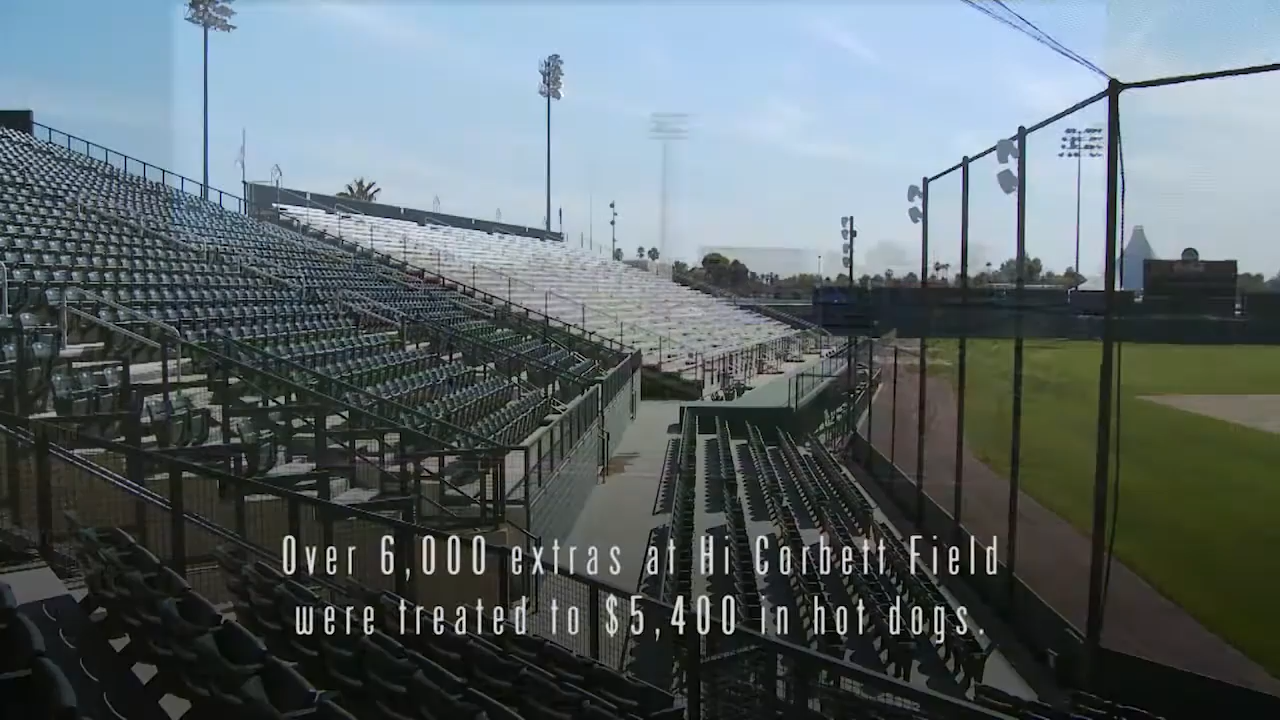 Over 6,000 extras at Hi Corbett Field
were treated to $5,400 in hot dogs.